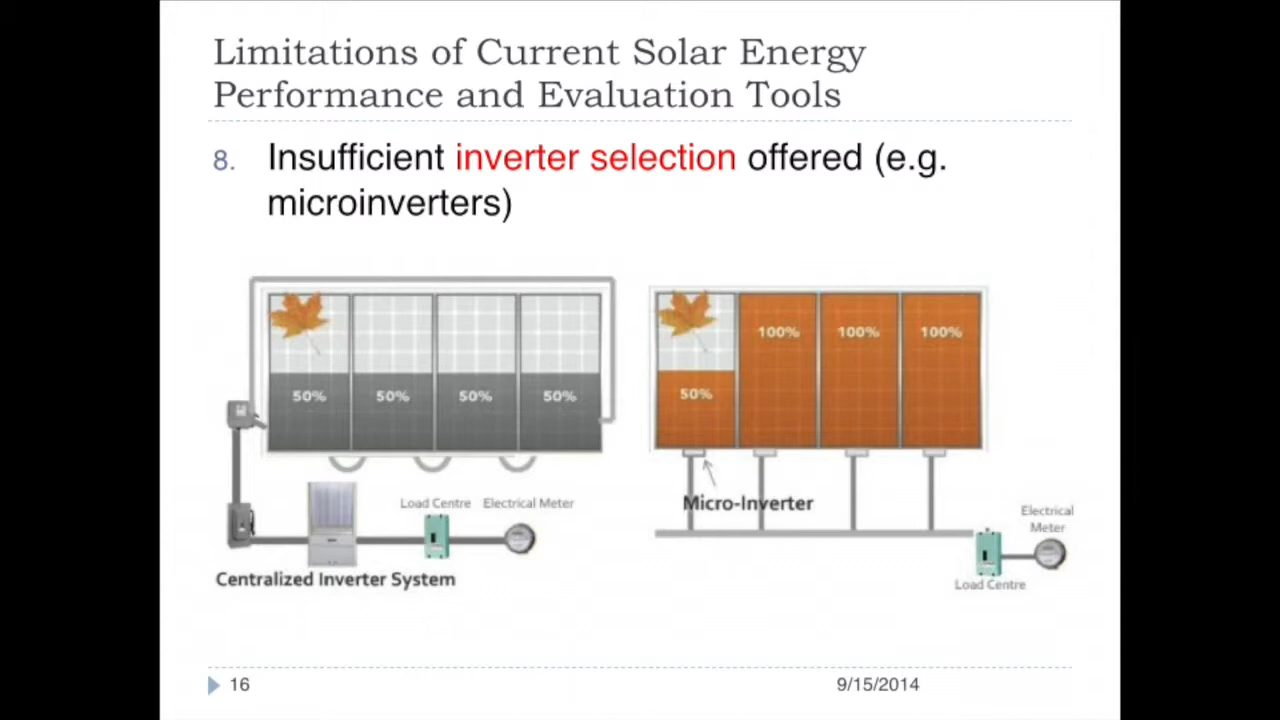 Limitations of Current Solar Energy
Performance and Evaluation Tools
8. Insufficient inverter selection offered (e.g.
microinverters)
50% 50% 50% 50%
Load Centre Electrical Meter
Centralized Inverter System
100% 100% 100%
50%
Micro-Inverter
Electrical
Meter
Load Centre
16 9/15/2014